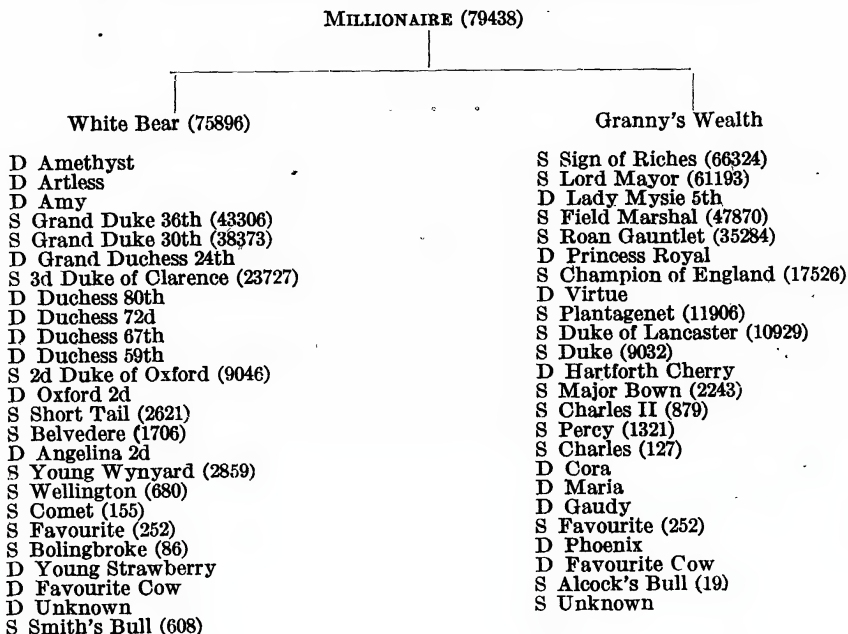 MILLIONAIRE (79438)
White Bear (75896)
D Amethyst
D Artless
D Amy
S Grand Duke 36th (43306)
S Grand Duke 30th (38373)
D Grand Duchess 24th
S 3d Duke of Clarence (23727)
D Duchess 80th
D Duchess 72d
D Duchess 67th
D Duchess 59th
S 2d Duke of Oxford (9046)
D Oxford 2d
S Short Tail (2621)
S Belvedere (1706)
D Angelina 2d
S Young Wynyard (2859)
S Wellington (680)
S Comet (155)
S Favourite (252)
S Bolingbroke (86)
D Young Strawberry
D Favourite Cow
D Unknown
S Smith's Bull (608)
Granny's Wealth
S Sign of Riches (66324)
S Lord Mayor (61193)
D Lady Mysie 5th
S Field Marshal (47870)
S Roan Gauntlet (35284)
D Princess Royal
S Champion of England (17526)
D Virtue
S Plantagenet (11906)
S Duke of Lancaster (10929)
S Duke (9032)
D Hartforth Cherry
S Major Bown (2243)
S Charles II (879)
S Percy (1321)
S Charles (127)
D Cora
D Maria
D Gaudy
S Favourite (252)
D Phoenix
D Favourite Cow
S Alcock's Bull (19)
S Unknown